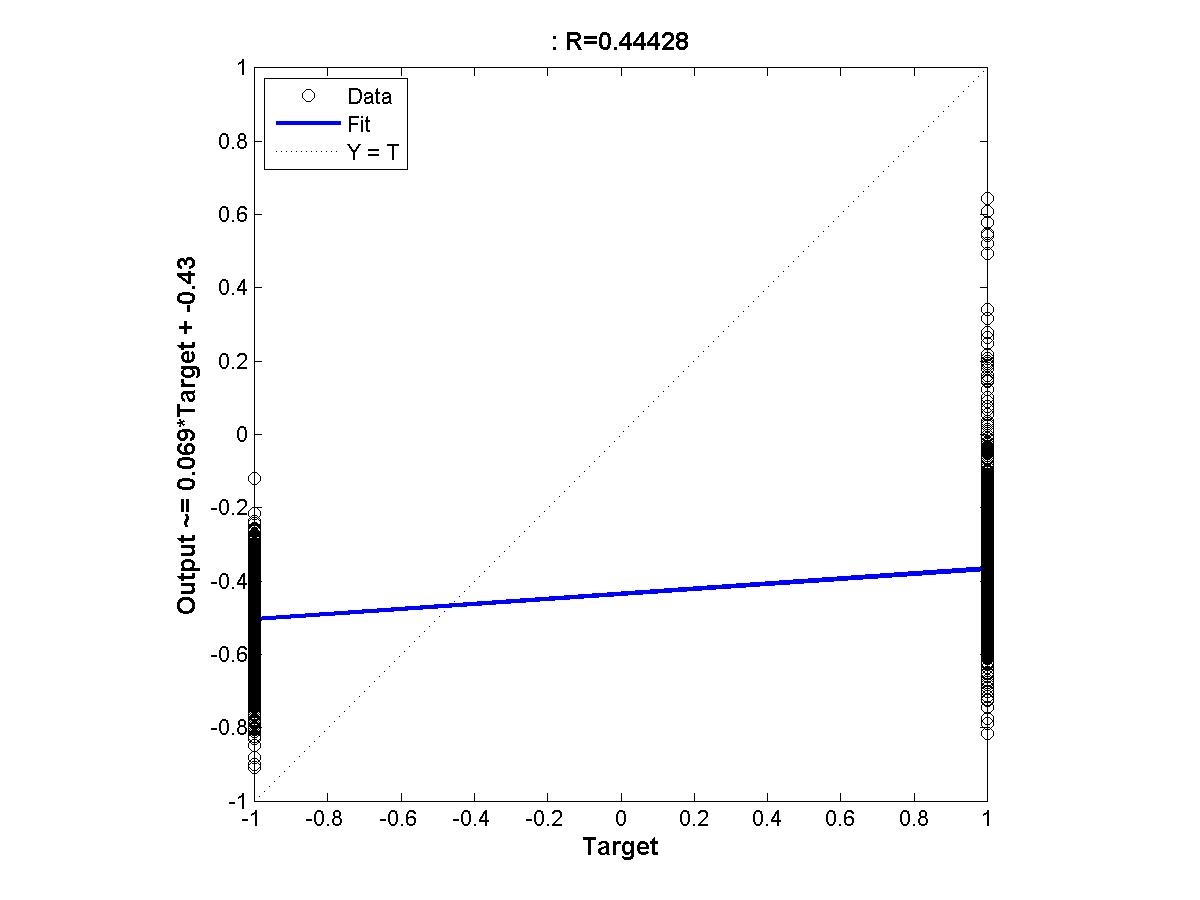 : R=0.44428
Data
Fit
Y = T
Output ~= 0.069*Target + -0.43
1
0.8
0.6
0.4
0.2
0
-0.2
-0.4
-0.6
-0.8
-1
-1 -0.8 -0.6 -0.4 -0.2 0 0.2 0.4 0.6 0.8 1
Target